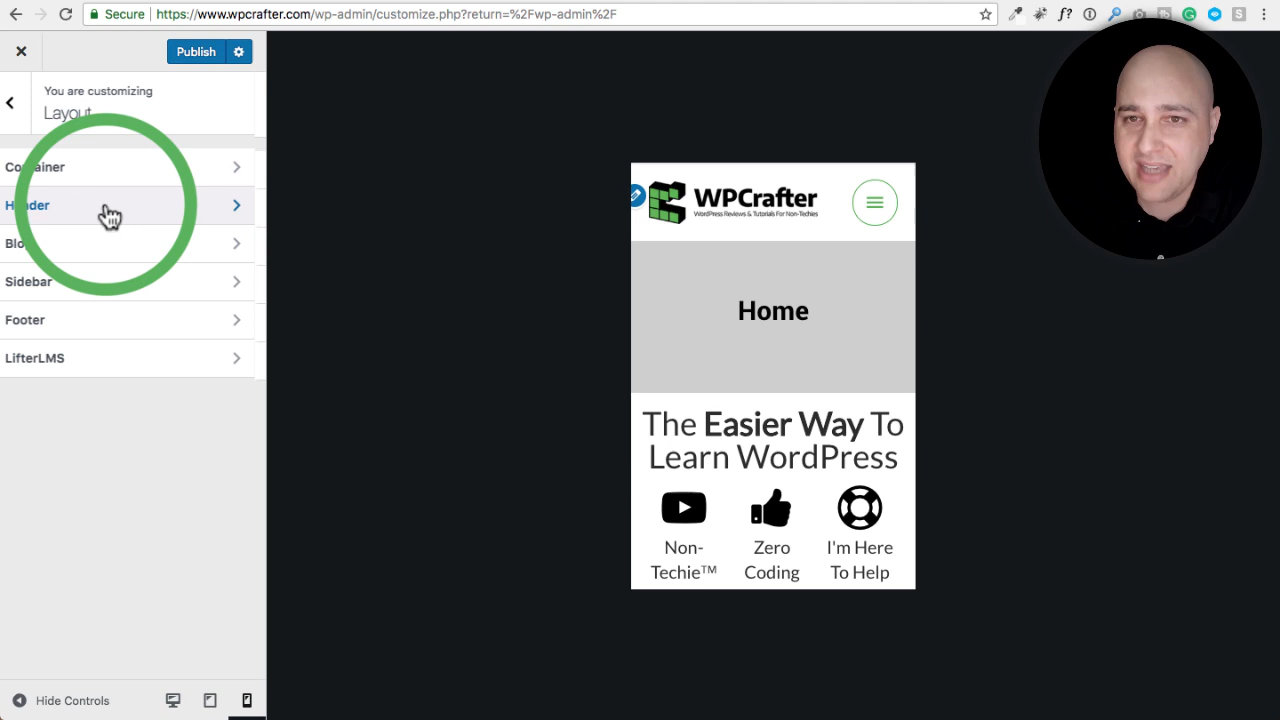 Secure
https://www.wpcrafter.com/wp-admin/customize.php?return=%2Fwp-admin%2F
f?
S
Publish
You are customizing
Layout
Container
Header
Sidebar
Footer
LifterLMS
Hide Controls
WPCrafter
WordPress Reviews & Tutorials For Non-Techies
Home
The Easier Way To
Learn WordPress
Non-
Techie™
Zero
Coding
I'm Here
To Help